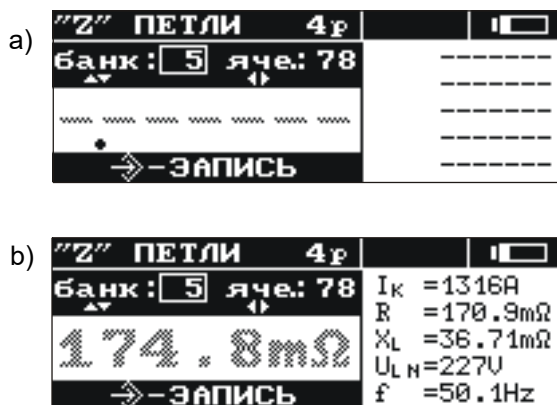 a)
"Z" ПЕТЛИ 4р
банк: 5 яче.: 78
-------
-------
-------
-------
-------
-ЗАПИСЬ
b)
"Z" ПЕТЛИ 4р
банк: 5 яче.: 78
174.8mΩ
-ЗАПИСЬ
IK =1316A
R =170.9mΩ
XL =36.71mΩ
UL N=227V
f =50.1Hz